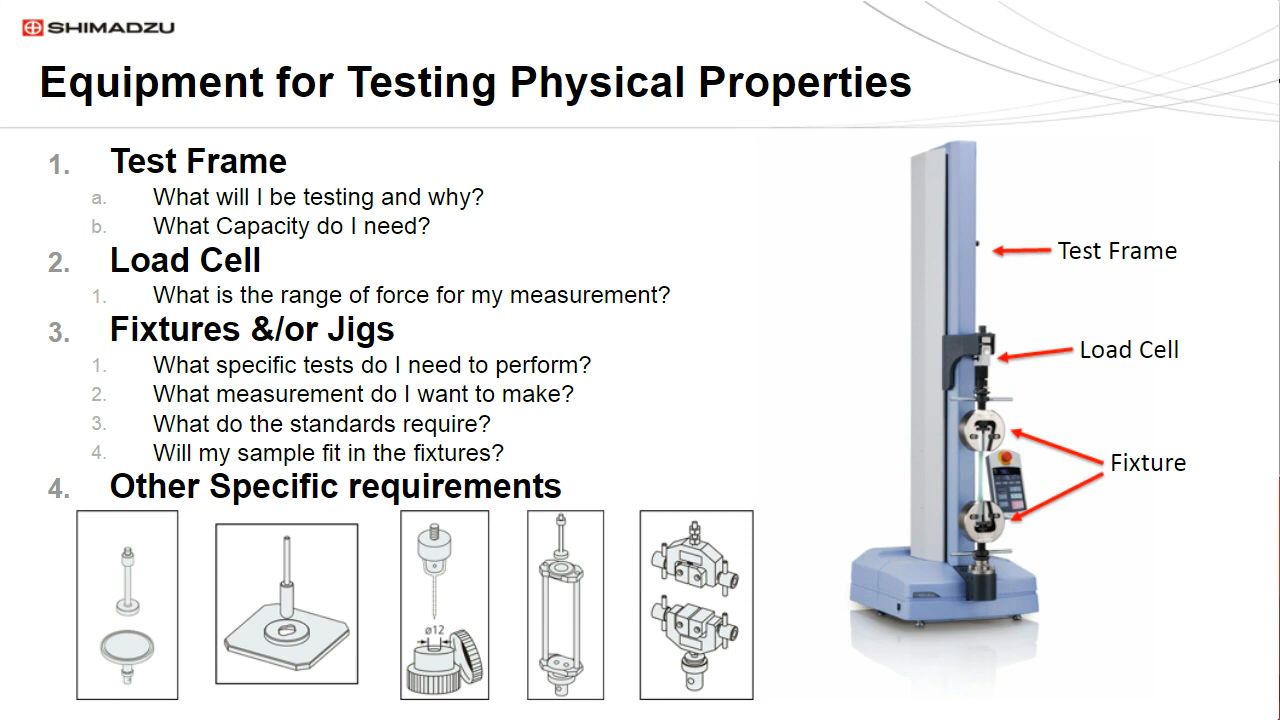 SHIMADZU
Equipment for Testing Physical Properties
1. Test Frame
a. What will I be testing and why?
b. What Capacity do I need?
2. Load Cell
1. What is the range of force for my measurement?
3. Fixtures &/or Jigs
1. What specific tests do I need to perform?
2. What measurement do I want to make?
3. What do the standards require?
4. Will my sample fit in the fixtures?
4. Other Specific requirements
ø12
Test Frame
Load Cell
Fixture